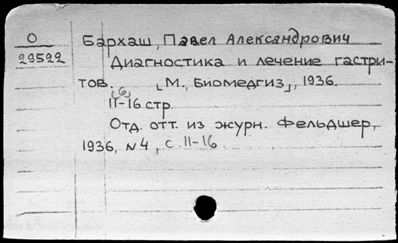 О
29522
Бархаш, Павел Александрович
Диагностика и лечение гастри-
тов. [М., Биомедгиз], 1936.
11-16 стр.
Отд. отт. из журн. Фельдшер,
1936, № 4, с. 11-16